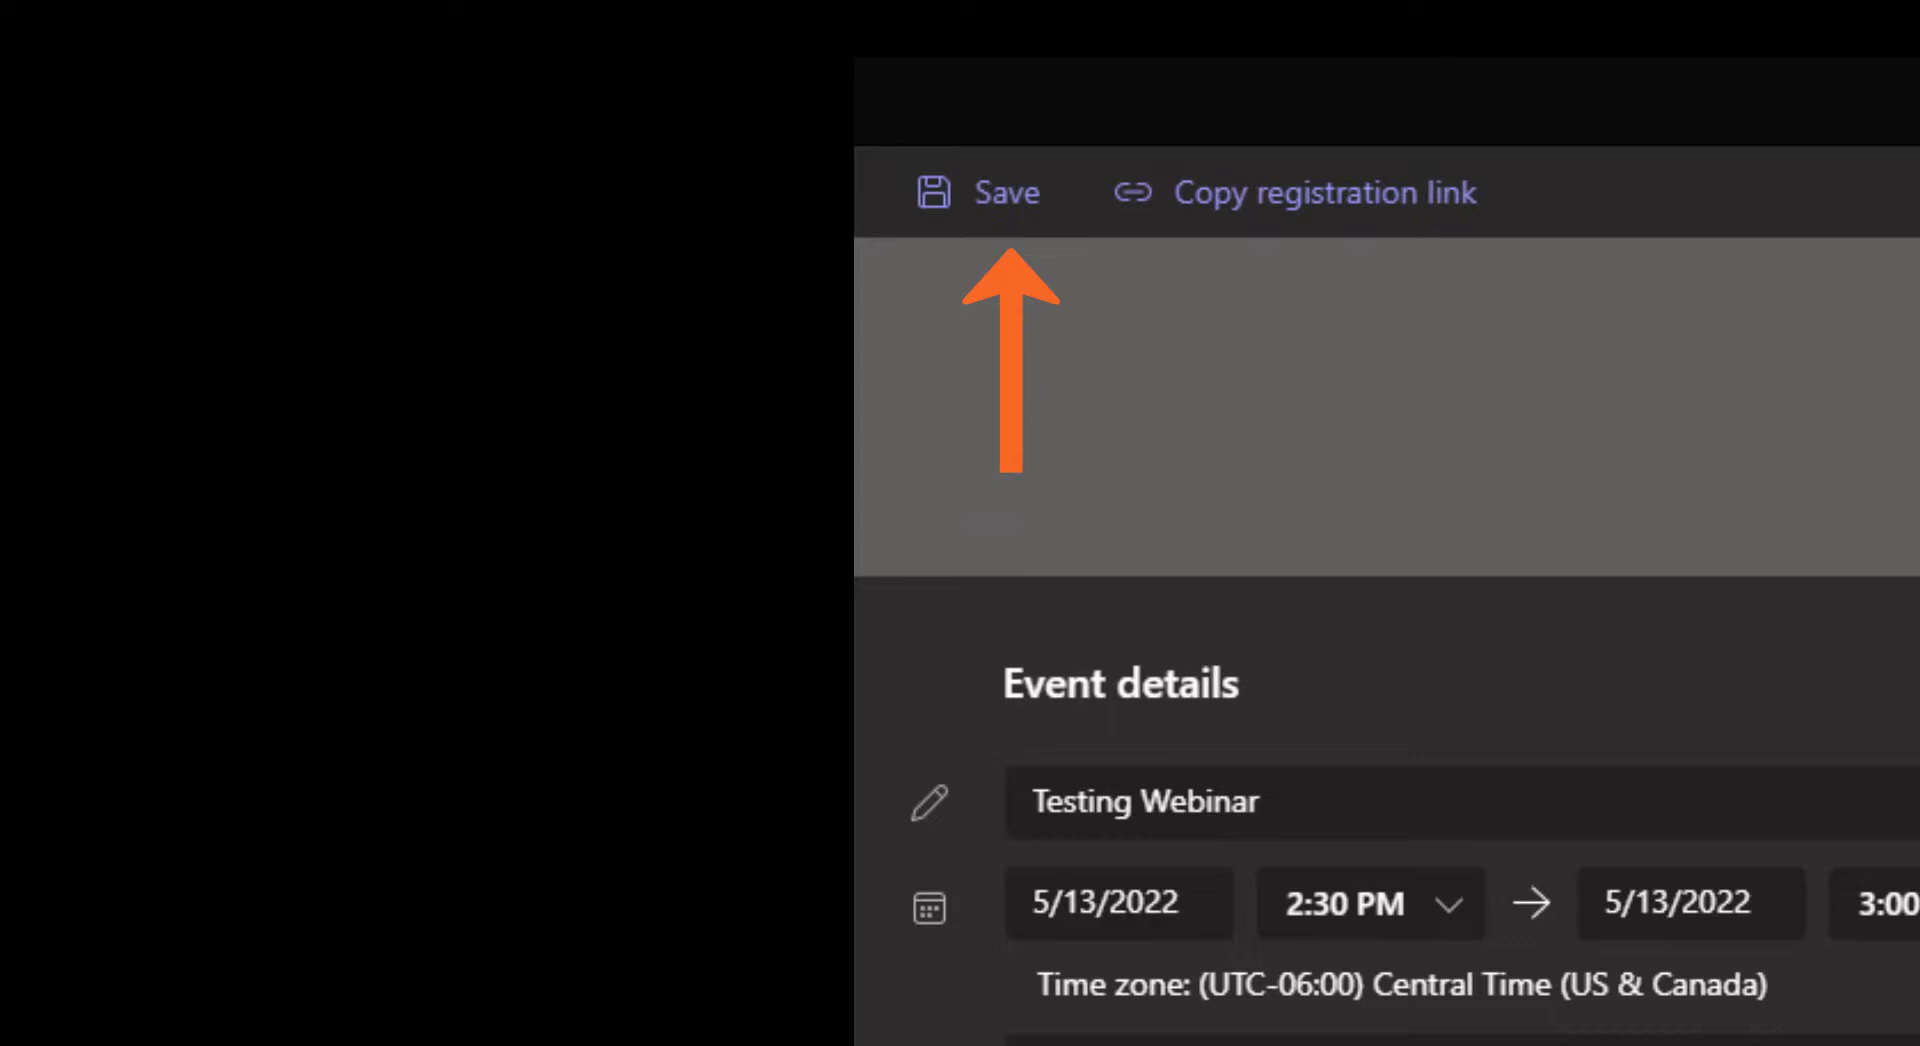 Save Copy registration link
Event details
Testing Webinar
5/13/2022 2:30 PM 5/13/2022 3:00
Time zone: (UTC-06:00) Central Time (US & Canada)